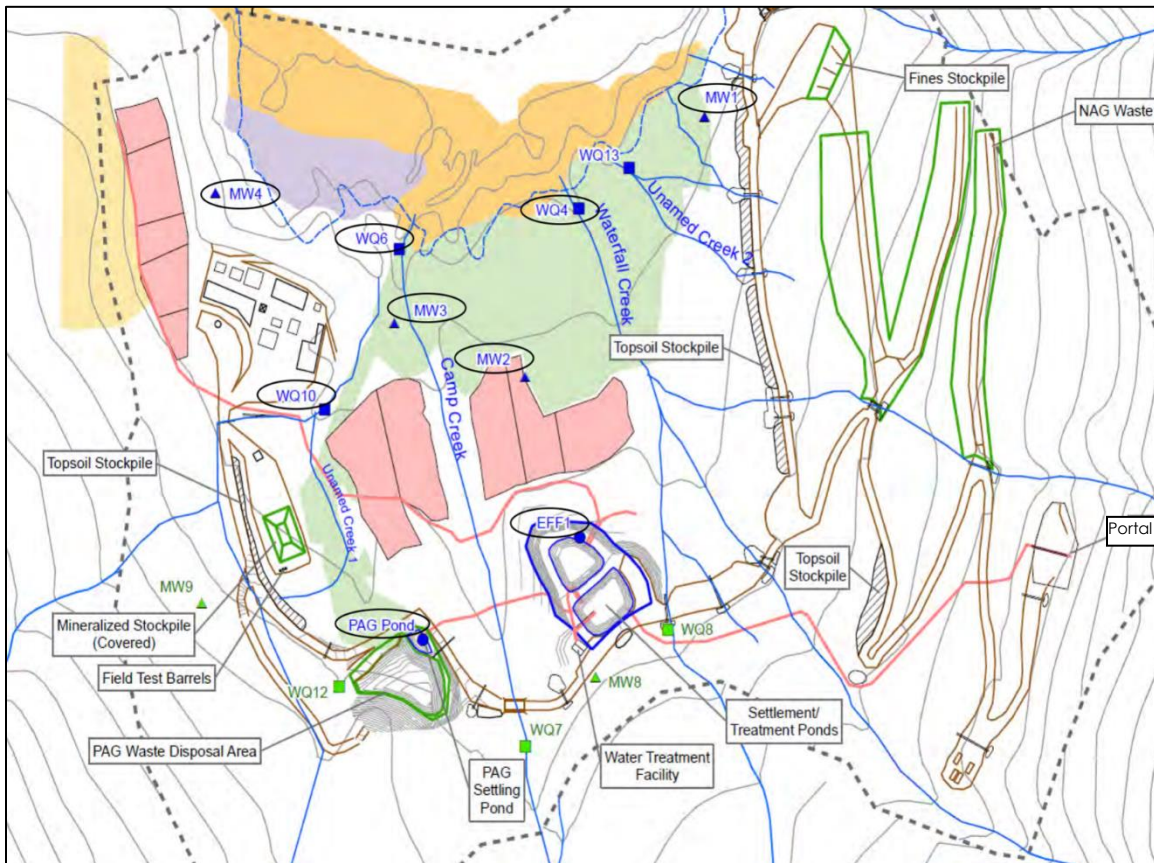 Fines Stockpile
MW1
NAG Waste
WQ13
MW4
WQ4
Unamed Creek 2
WQ6
Waterfall Creek
MW3
Topsoil Stockpile
MW2
Camp Creek
WQ10
Topsoil Stockpile
Unamed Creek 1
EFF1
Portal
Topsoil
Stockpile
MW9
Mineralized Stockpile
(Covered)
PAG Pond
WQ8
Field Test Barrels
WQ12
MW8
Settlement/
Treatment Ponds
WQ7
PAG Waste Disposal Area
PAG
Settling
Pond
Water Treatment
Facility